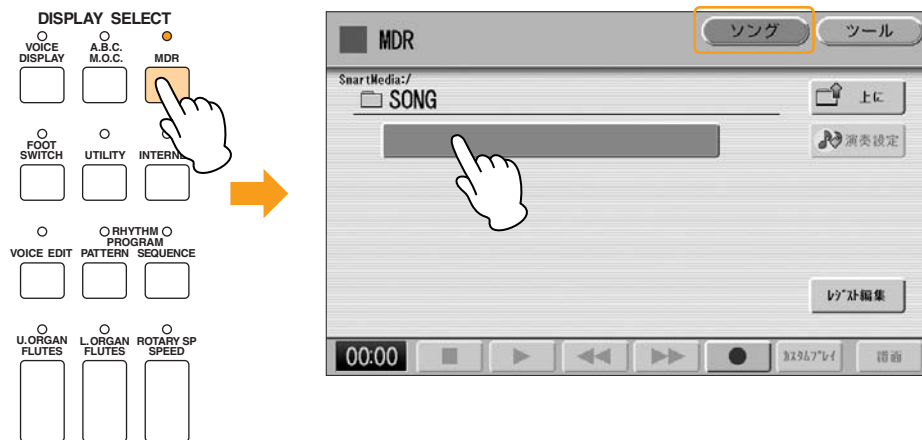 DISPLAY SELECT
VOICE DISPLAY
A.B.C. M.O.C.
MDR
FOOT SWITCH
UTILITY
VOICE EDIT
RHYTHM PROGRAM
PATTERN
SEQUENCE
U.ORGAN FLUTES
L.ORGAN FLUTES
ROTARY SP SPEED
MDR
ソング
ツール
SmartMedia:/
SONG
上に
演奏設定
レジスト編集
00:00
カスタムプレイ
譜面